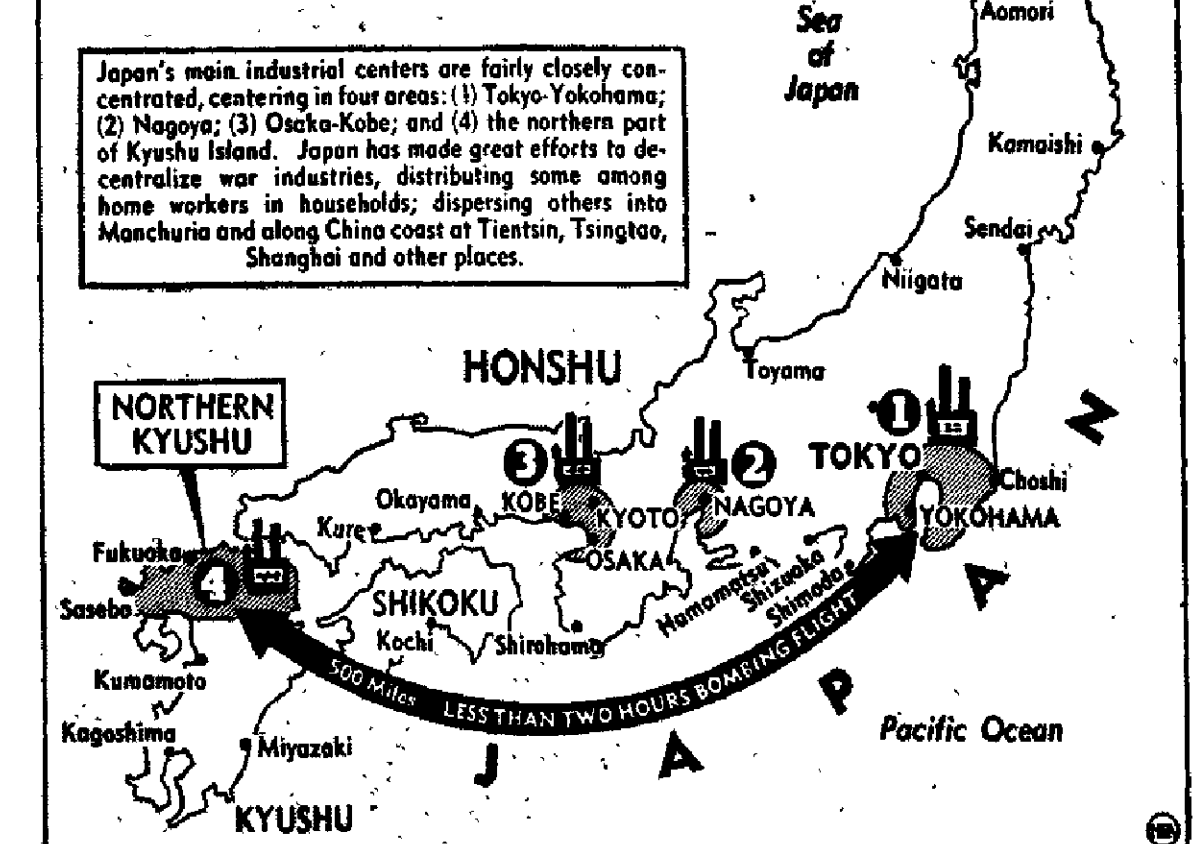 Aomori
Sea
of
Japan
Japan's main industrial centers are fairly closely con-
centrated, centering in four areas: (1) Tokyo-Yokohama;
(2) Nagoya; (3) Osaka-Kobe; and (4) the northern part
of Kyushu Island. Japan has made great efforts to de-
centralize war industries, distributing some among
home workers in households; dispersing others into
Manchuria and along China coast at Tientsin, Tsingtao,
Shanghai and other places.
Kamaishi
Sendai
Niigata
HONSHU
Toyama
NORTHERN
KYUSHU
1
TOKYO
3
2
Choshi
Okayama
KOBE
KYOTO
NAGOYA
YOKOHAMA
Kure
Fukuoka
OSAKA
4
Hamamatsu
Shizuoka
Shimoda
Sasebo
SHIKOKU
Kochi
Shirahama
500 Miles LESS THAN TWO HOURS BOMBING FLIGHT
Kumamoto
Kagoshima
Miyazaki
KYUSHU
JAPAN
Pacific Ocean